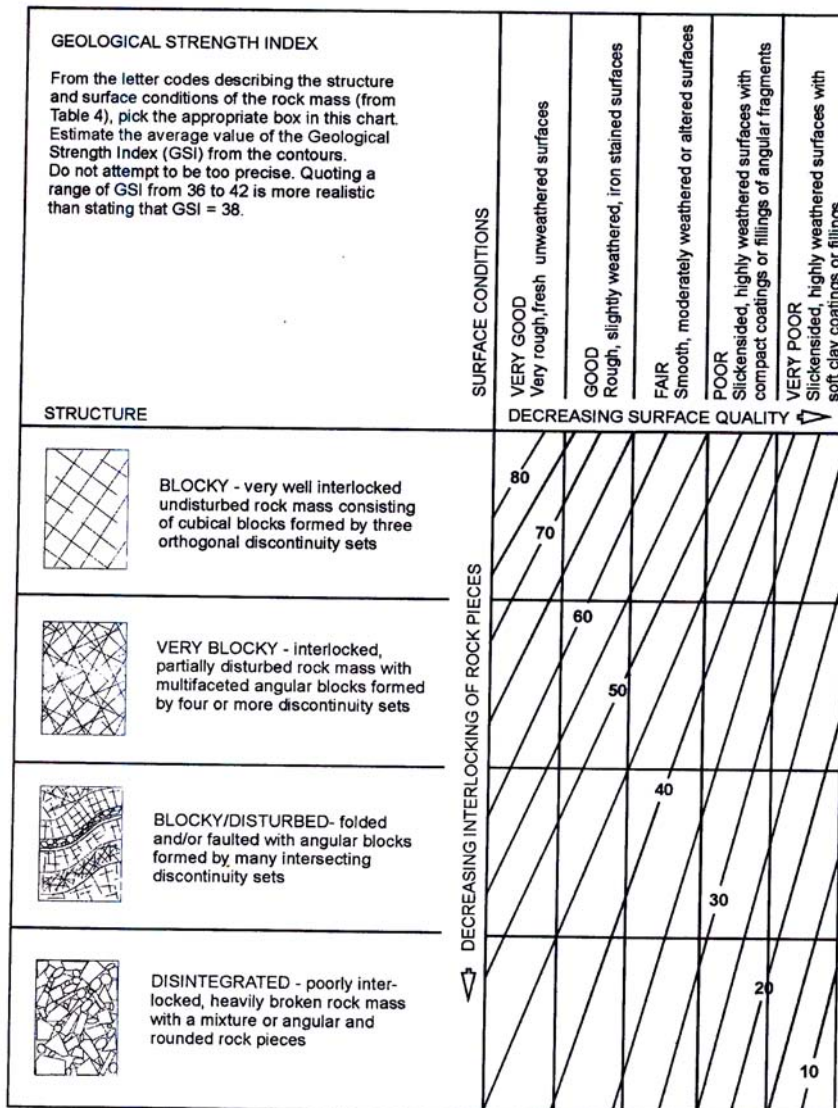 GEOLOGICAL STRENGTH INDEX
From the letter codes describing the structure
and surface conditions of the rock mass (from
Table 4), pick the appropriate box in this chart.
Estimate the average value of the Geological
Strength Index (GSI) from the contours.
Do not attempt to be too precise. Quoting a
range of GSI from 36 to 42 is more realistic
than stating that GSI = 38.
SURFACE CONDITIONS
VERY GOOD
Very rough,fresh unweathered surfaces
GOOD
Rough, slightly weathered, iron stained surfaces
FAIR
Smooth, moderately weathered or altered surfaces
POOR
Slickensided, highly weathered surfaces with
compact coatings or fillings of angular fragments
VERY POOR
Slickensided, highly weathered surfaces with
soft clay coatings or fillings
STRUCTURE
DECREASING SURFACE QUALITY
BLOCKY - very well interlocked
undisturbed rock mass consisting
of cubical blocks formed by three
orthogonal discontinuity sets
VERY BLOCKY - interlocked,
partially disturbed rock mass with
multifaceted angular blocks formed
by four or more discontinuity sets
BLOCKY/DISTURBED- folded
and/or faulted with angular blocks
formed by many intersecting
discontinuity sets
DISINTEGRATED - poorly inter-
locked, heavily broken rock mass
with a mixture or angular and
rounded rock pieces
DECREASING INTERLOCKING OF ROCK PIECES
80
70
60
50
40
30
20
10